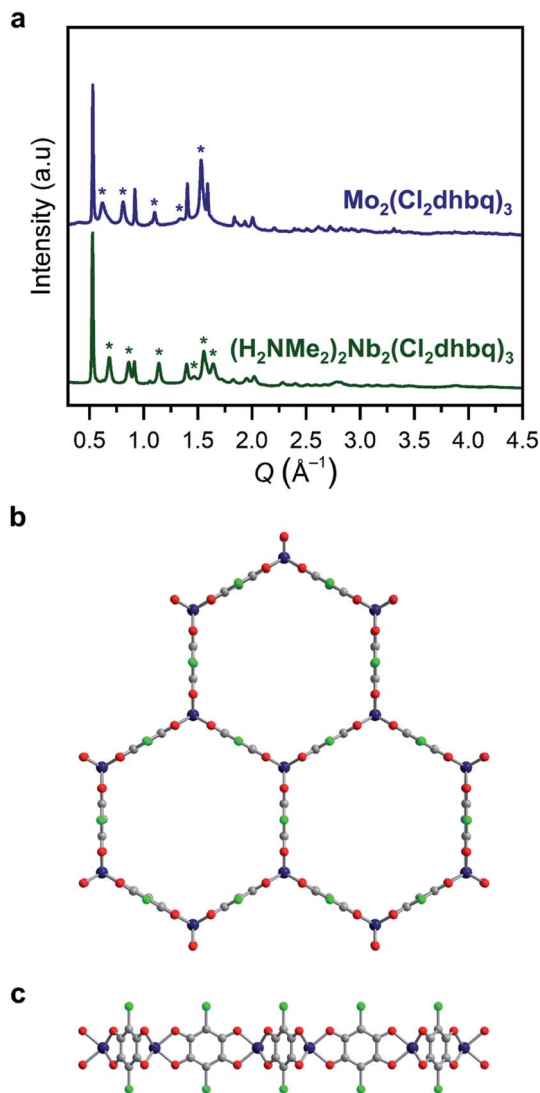 a
Intensity (a.u)
* * * * *
Mo₂(Cl₂dhbq)₃
* * * * * *
(H₂NMe₂)₂Nb₂(Cl₂dhbq)₃
0.5 1.0 1.5 2.0 2.5 3.0 3.5 4.0 4.5
Q (Å⁻¹)
b
c